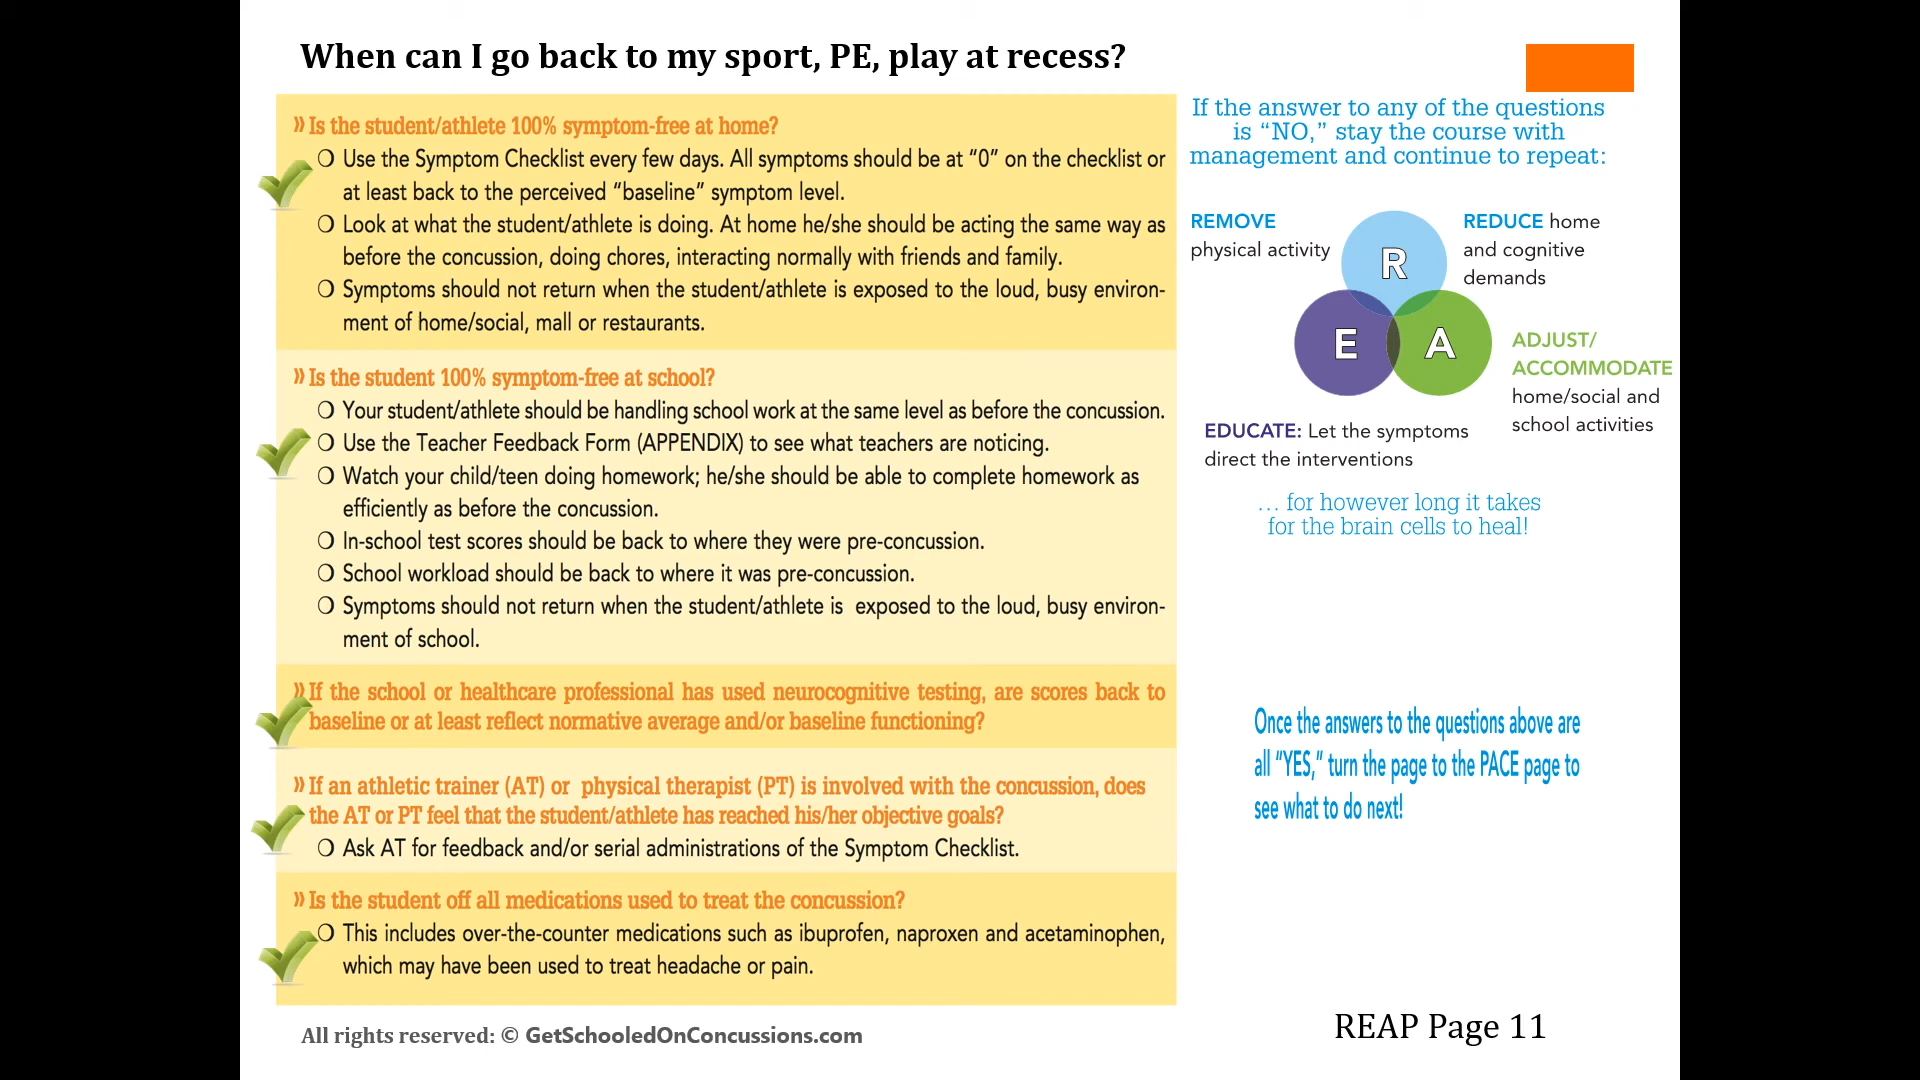 When can I go back to my sport, PE, play at recess?
» Is the student/athlete 100% symptom-free at home?
❍ Use the Symptom Checklist every few days. All symptoms should be at “0” on the checklist or
at least back to the perceived “baseline” symptom level.
❍ Look at what the student/athlete is doing. At home he/she should be acting the same way as
before the concussion, doing chores, interacting normally with friends and family.
❍ Symptoms should not return when the student/athlete is exposed to the loud, busy environ-
ment of home/social, mall or restaurants.
» Is the student 100% symptom-free at school?
❍ Your student/athlete should be handling school work at the same level as before the concussion.
❍ Use the Teacher Feedback Form (APPENDIX) to see what teachers are noticing.
❍ Watch your child/teen doing homework; he/she should be able to complete homework as
efficiently as before the concussion.
❍ In-school test scores should be back to where they were pre-concussion.
❍ School workload should be back to where it was pre-concussion.
❍ Symptoms should not return when the student/athlete is exposed to the loud, busy environ-
ment of school.
» If the school or healthcare professional has used neurocognitive testing, are scores back to
baseline or at least reflect normative average and/or baseline functioning?
» If an athletic trainer (AT) or physical therapist (PT) is involved with the concussion, does
the AT or PT feel that the student/athlete has reached his/her objective goals?
❍ Ask AT for feedback and/or serial administrations of the Symptom Checklist.
» Is the student off all medications used to treat the concussion?
❍ This includes over-the-counter medications such as ibuprofen, naproxen and acetaminophen,
which may have been used to treat headache or pain.
If the answer to any of the questions
is “NO,” stay the course with
management and continue to repeat:
REMOVE
physical activity
R
REDUCE home
and cognitive
demands
E
A
ADJUST/
ACCOMMODATE
home/social and
school activities
EDUCATE: Let the symptoms
direct the interventions
… for however long it takes
for the brain cells to heal!
Once the answers to the questions above are
all “YES,” turn the page to the PACE page to
see what to do next!
All rights reserved: © GetSchooledOnConcussions.com
REAP Page 11